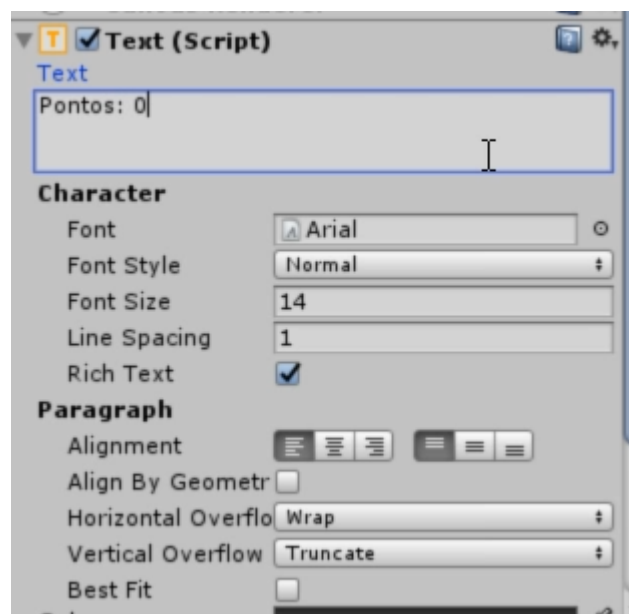 Text (Script)
Text
Pontos: 0
Character
Font Arial
Font Style Normal
Font Size 14
Line Spacing 1
Rich Text
Paragraph
Alignment
Align By Geometr
Horizontal Overflo Wrap
Vertical Overflow Truncate
Best Fit